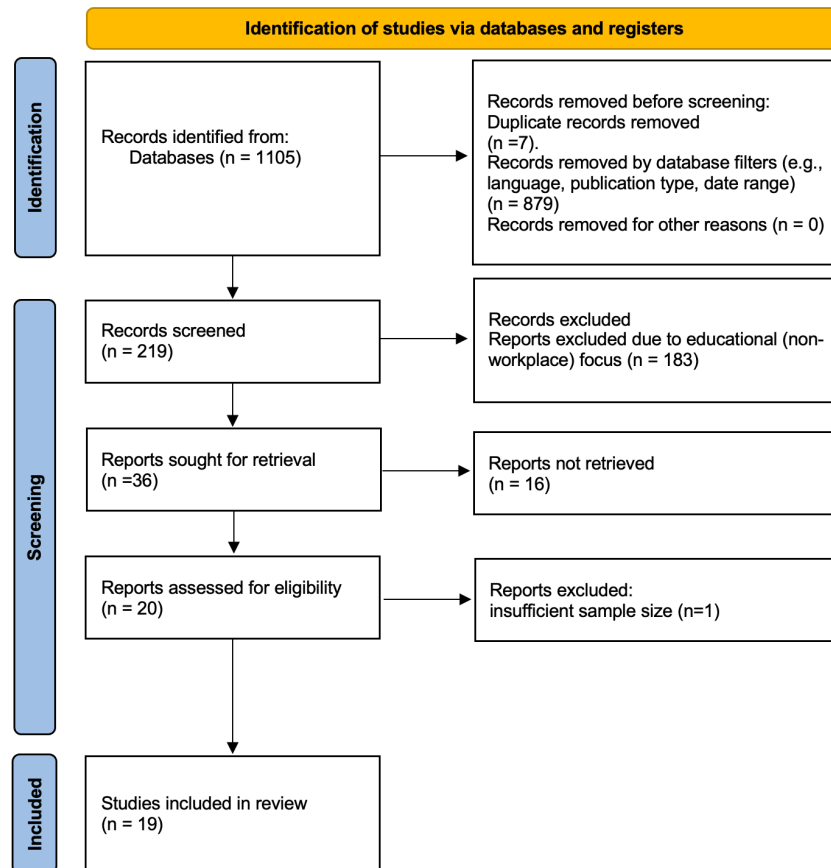 Identification of studies via databases and registers
Identification
Records identified from:
Databases (n = 1105)
Records removed before screening:
Duplicate records removed
(n =7).
Records removed by database filters (e.g.,
language, publication type, date range)
(n = 879)
Records removed for other reasons (n = 0)
Screening
Records screened
(n = 219)
Records excluded
Reports excluded due to educational (non-
workplace) focus (n = 183)
Reports sought for retrieval
(n =36)
Reports not retrieved
(n = 16)
Reports assessed for eligibility
(n = 20)
Reports excluded:
insufficient sample size (n=1)
Included
Studies included in review
(n = 19)